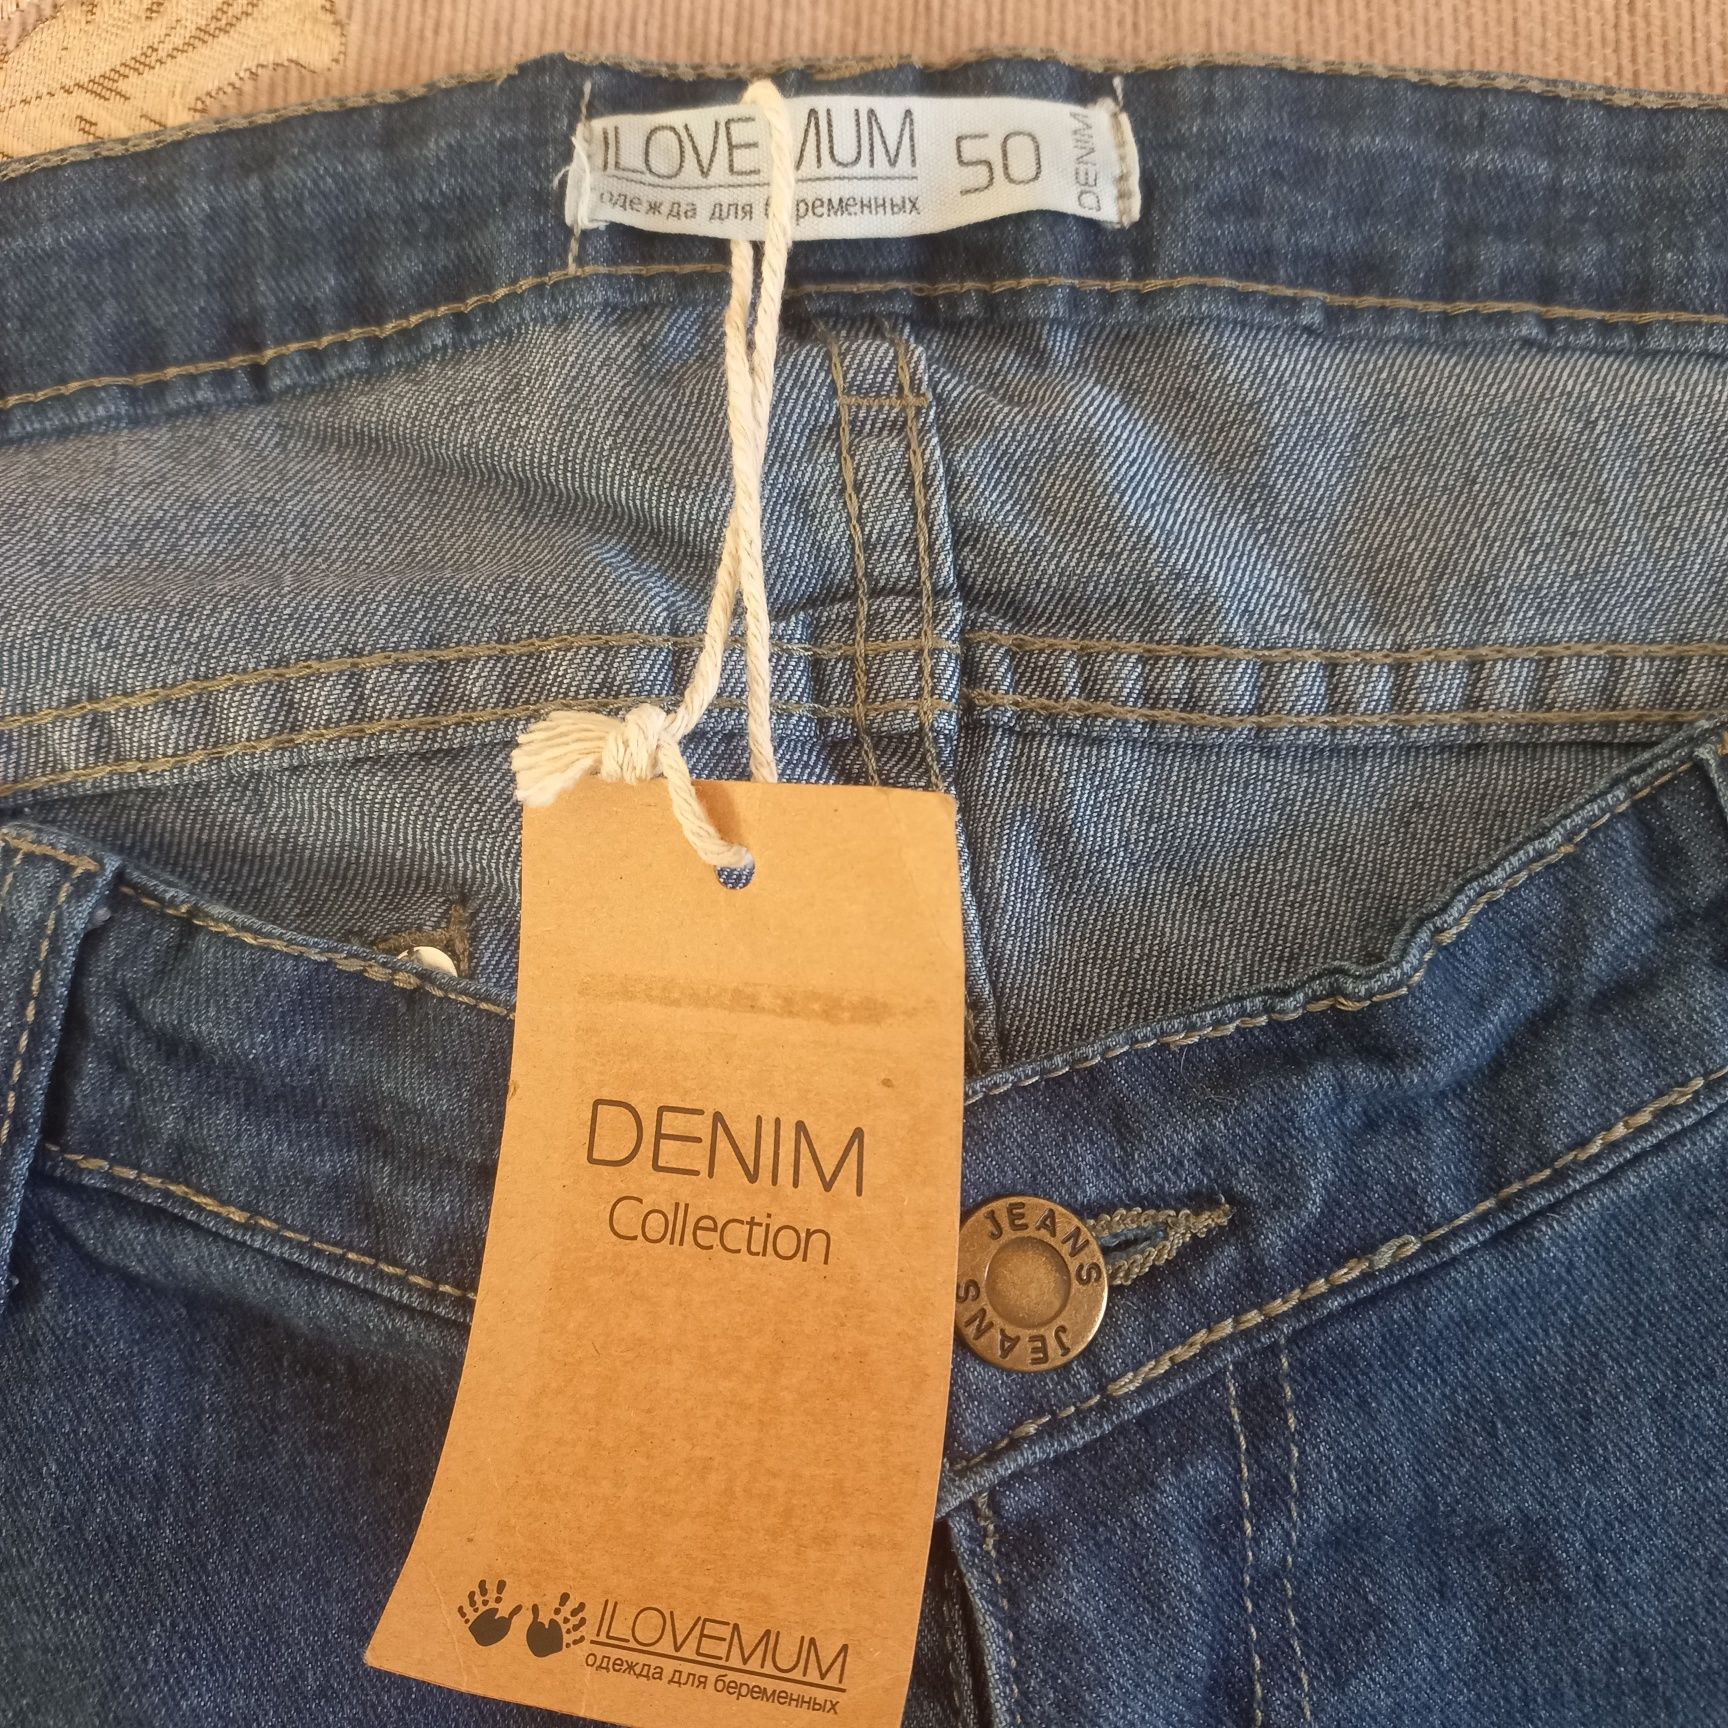 ILOVEMUM 50 DENIM
одежда для беременных
DENIM
Collection
JEANS
JEANS
ILOVEMUM
одежда для беременных